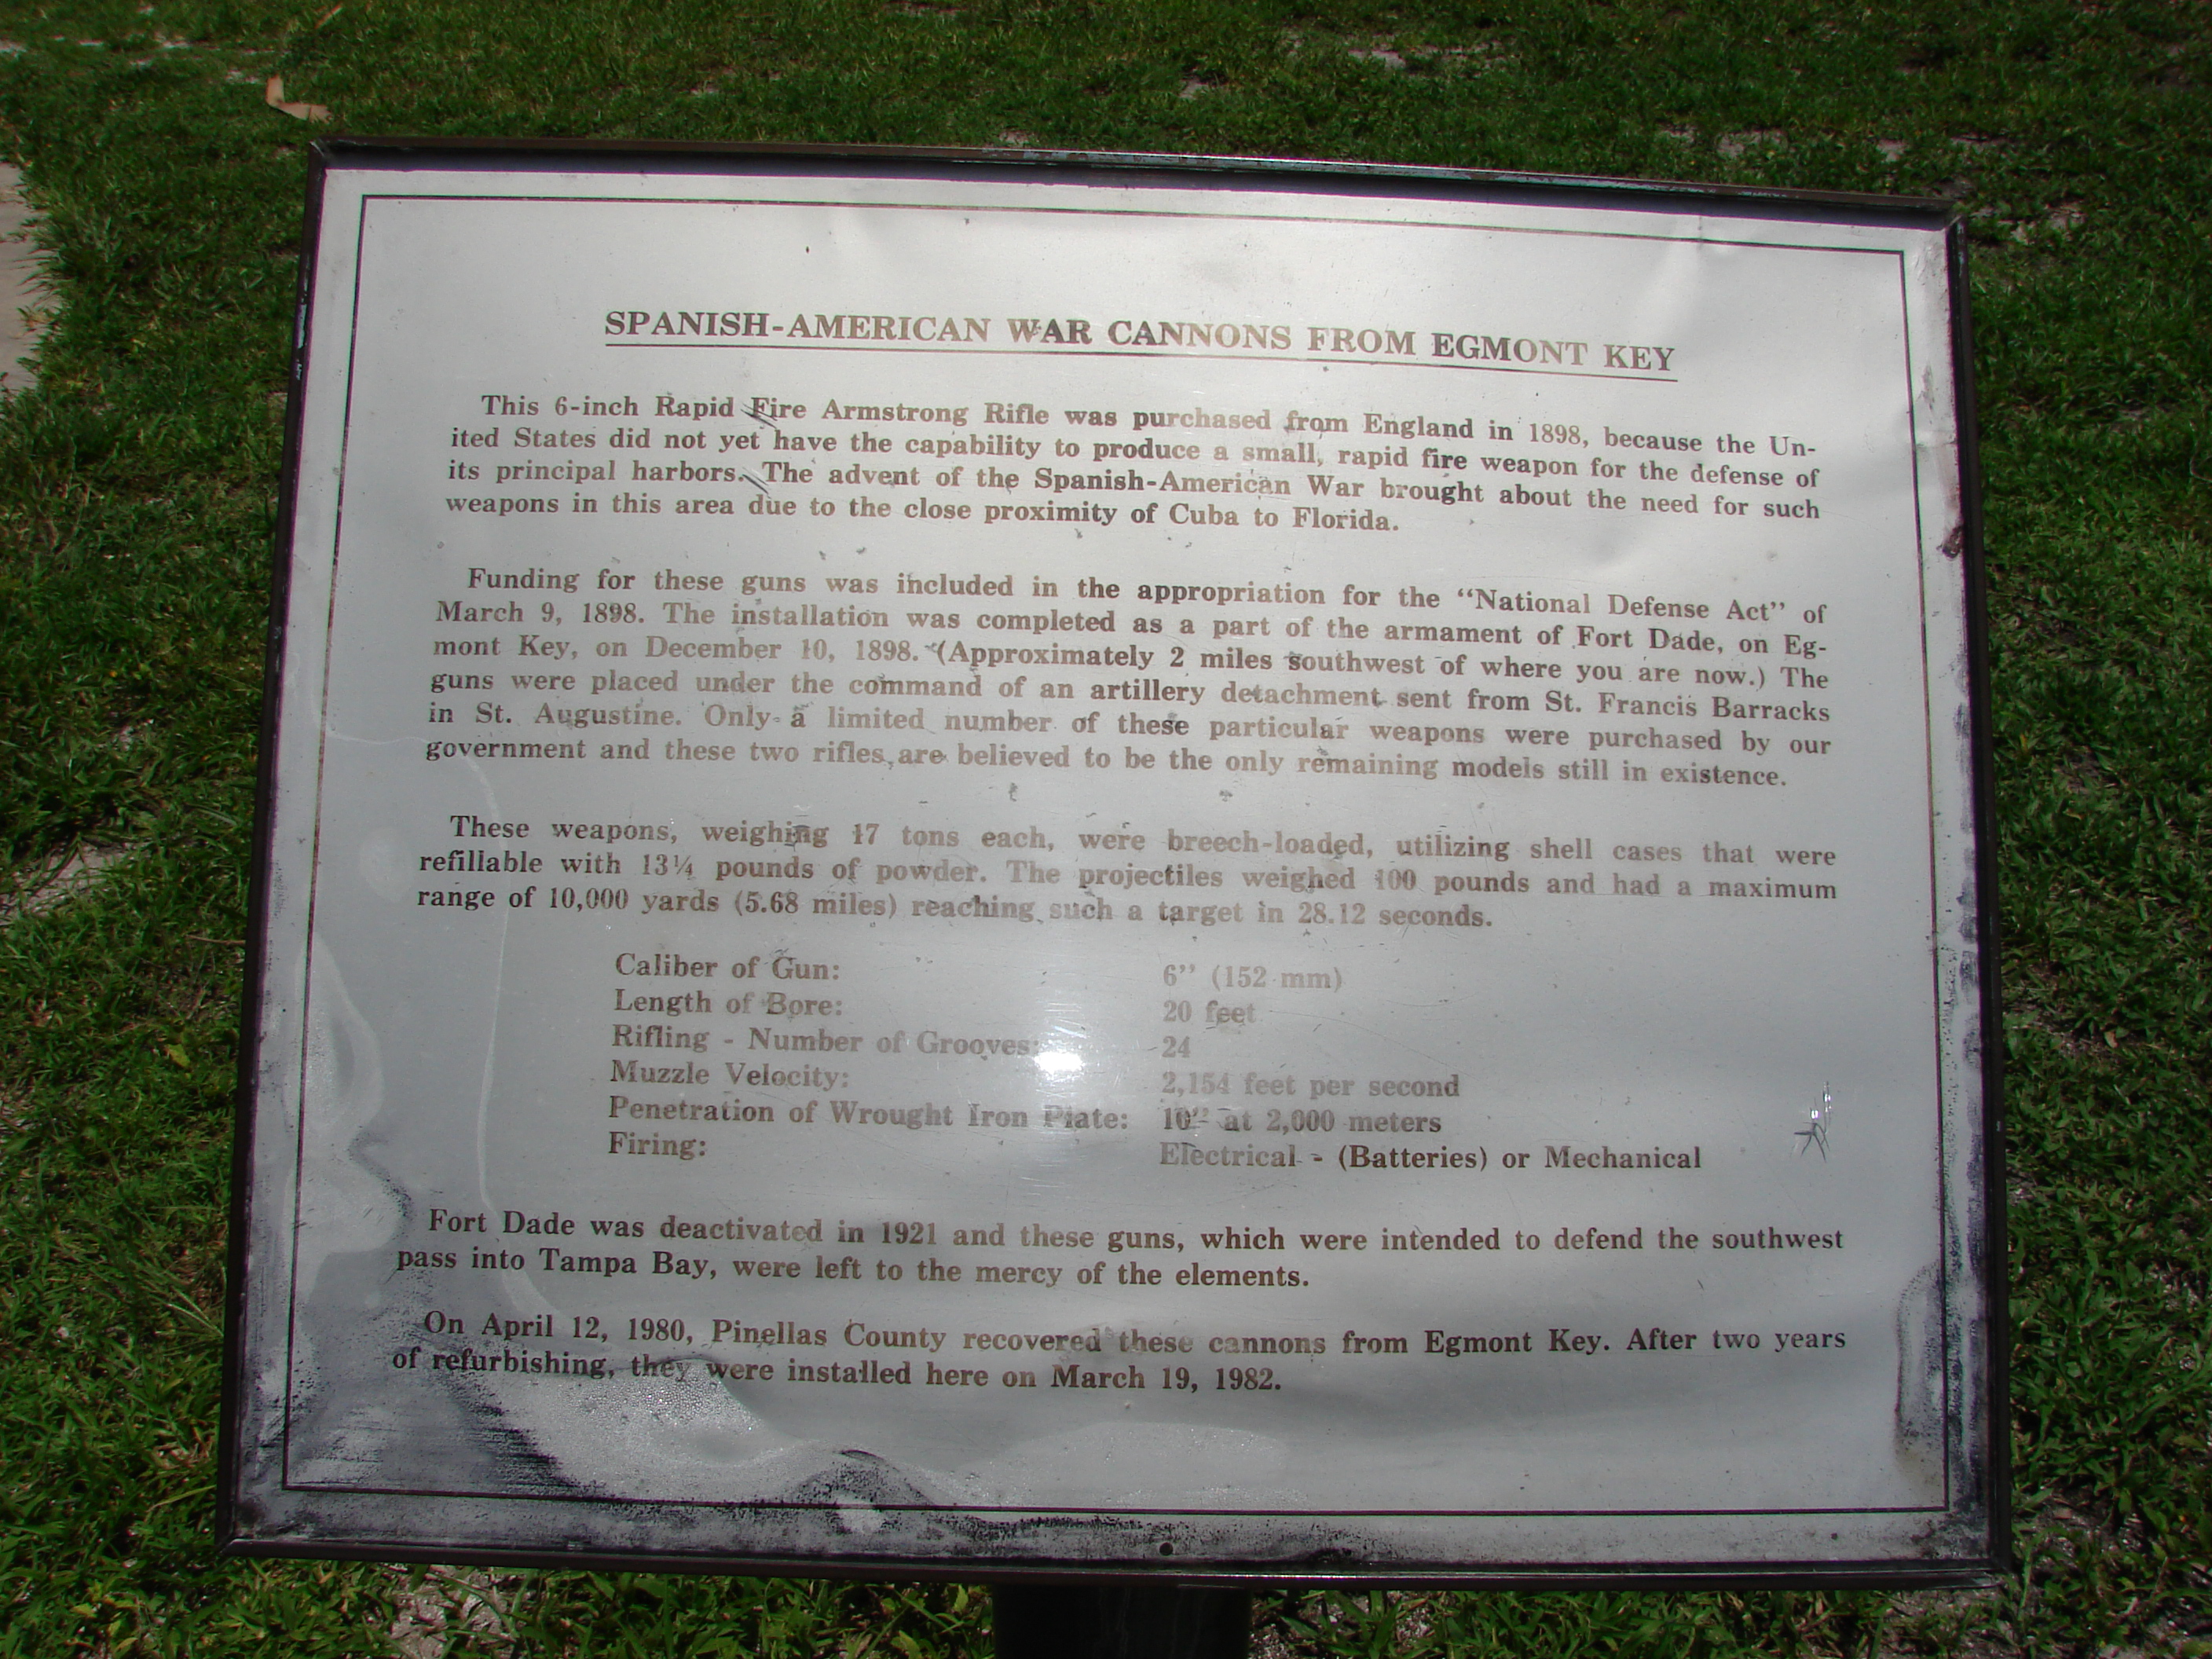 SPANISH-AMERICAN WAR CANNONS FROM EGMONT KEY
This 6-inch Rapid Fire Armstrong Rifle was purchased from England in 1898, because the Un-
ited States did not yet have the capability to produce a small, rapid fire weapon for the defense of
its principal harbors. The advent of the Spanish-American War brought about the need for such
weapons in this area due to the close proximity of Cuba to Florida.
Funding for these guns was included in the appropriation for the “National Defense Act” of
March 9, 1898. The installation was completed as a part of the armament of Fort Dade, on Eg-
mont Key, on December 10, 1898. (Approximately 2 miles southwest of where you are now.) The
guns were placed under the command of an artillery detachment sent from St. Francis Barracks
in St. Augustine. Only a limited number of these particular weapons were purchased by our
government and these two rifles, are believed to be the only remaining models still in existence.
These weapons, weighing 17 tons each, were breech-loaded, utilizing shell cases that were
refillable with 13¼ pounds of powder. The projectiles weighed 100 pounds and had a maximum
range of 10,000 yards (5.68 miles) reaching such a target in 28.12 seconds.
Caliber of Gun: 6’’ (152 mm)
Length of Bore: 20 feet
Rifling - Number of Grooves: 24
Muzzle Velocity: 2,154 feet per second
Penetration of Wrought Iron Plate: 10’’ at 2,000 meters
Firing: Electrical - (Batteries) or Mechanical
Fort Dade was deactivated in 1921 and these guns, which were intended to defend the southwest
pass into Tampa Bay, were left to the mercy of the elements.
On April 12, 1980, Pinellas County recovered these cannons from Egmont Key. After two years
of refurbishing, they were installed here on March 19, 1982.